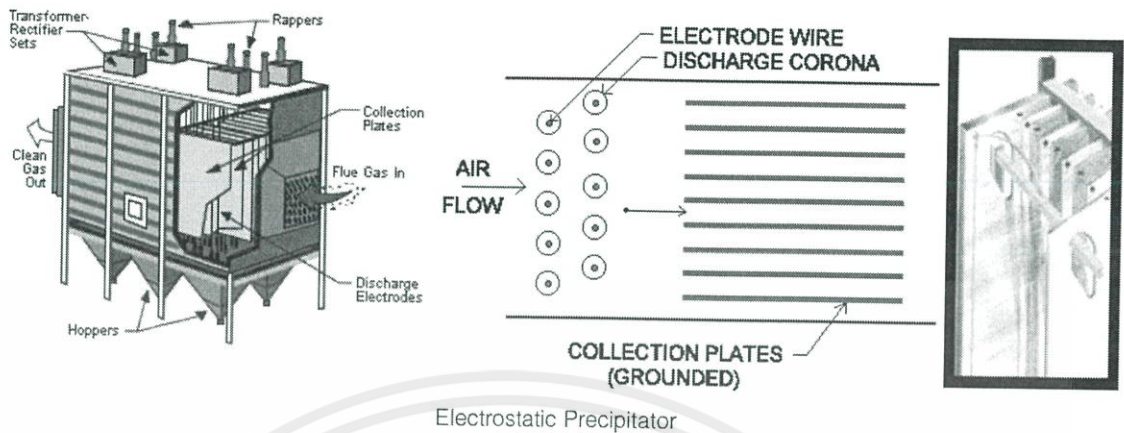 Transformer-
Rectifier
Sets
Rappers
Collection
Plates
Clean
Gas
Out
Flue Gas In
Discharge
Electrodes
Hoppers
ELECTRODE WIRE
DISCHARGE CORONA
AIR
FLOW
COLLECTION PLATES
(GROUNDED)
Electrostatic Precipitator